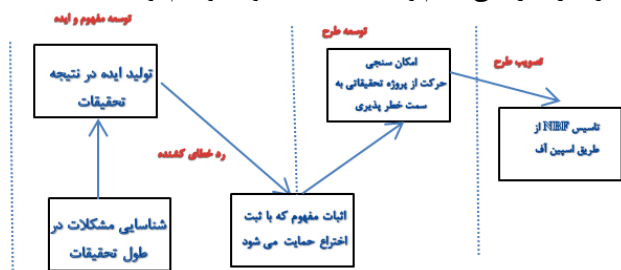 توسعه مفهوم و ایده
توسعه طرح
تصویب طرح
تولید ایده در نتیجه
تحقیقات
امکان سنجی
حرکت از پروژه تحقیقاتی به
سمت خطر پذیری
تاسیس NIBF از
طریق اسپین آف
ره خطای کشنده
شناسایی مشکلات در
طول تحقیقات
اثبات مفهوم که با ثبت
اختراع حمایت می شود